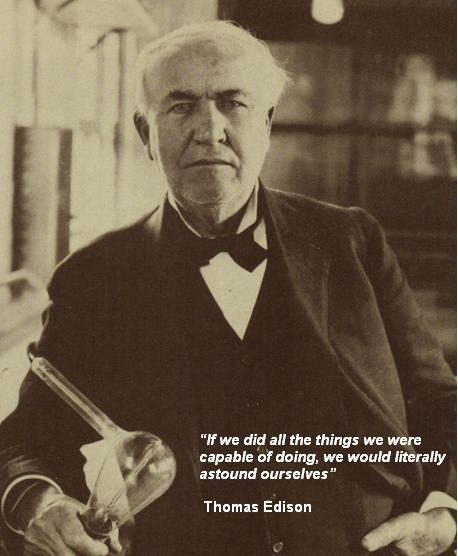 “If we did all the things we were
capable of doing, we would literally
astound ourselves”
Thomas Edison